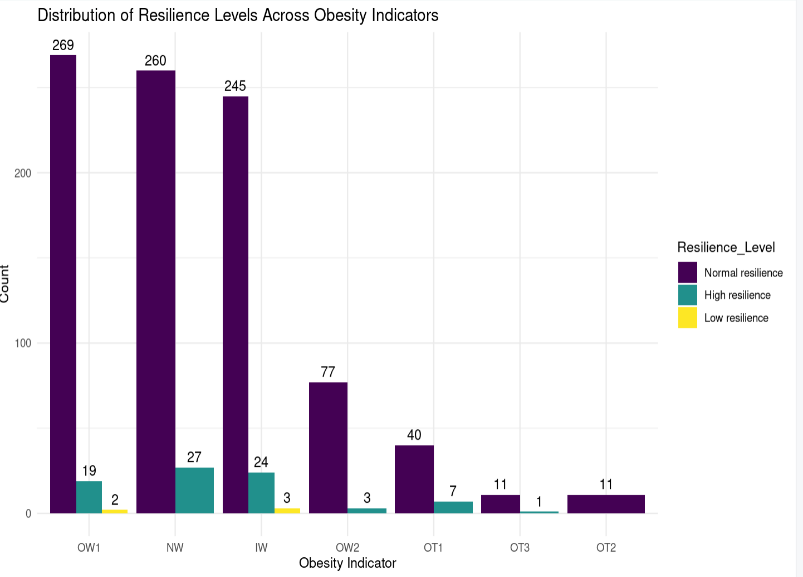 Distribution of Resilience Levels Across Obesity Indicators
269
260
245
77
40
11
11
19
27
24
3
7
1
2
3
200
100
0
Count
OW1 NW IW OW2 OT1 OT3 OT2
Obesity Indicator
Resilience_Level
Normal resilience
High resilience
Low resilience